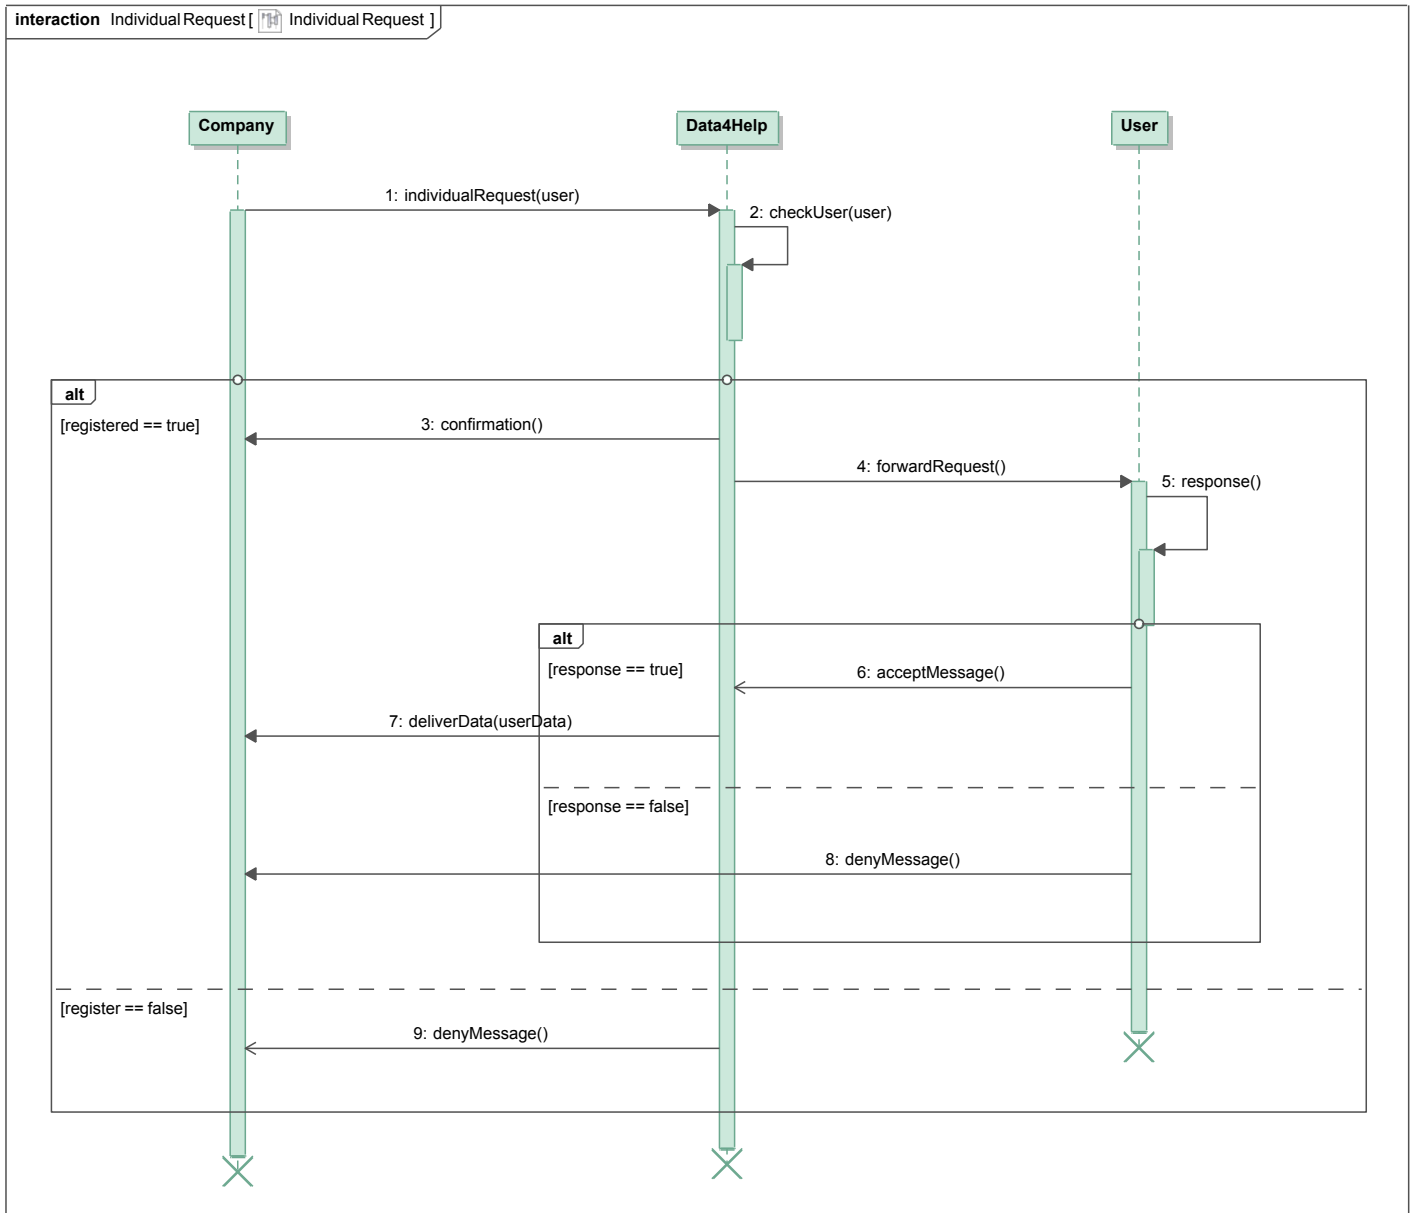 interaction Individual Request [ Individual Request ]
Company
Data4Help
User
1: individualRequest(user)
2: checkUser(user)
alt
[registered == true]
3: confirmation()
4: forwardRequest()
5: response()
alt
[response == true]
6: acceptMessage()
7: deliverData(userData)
[response == false]
8: denyMessage()
[register == false]
9: denyMessage()